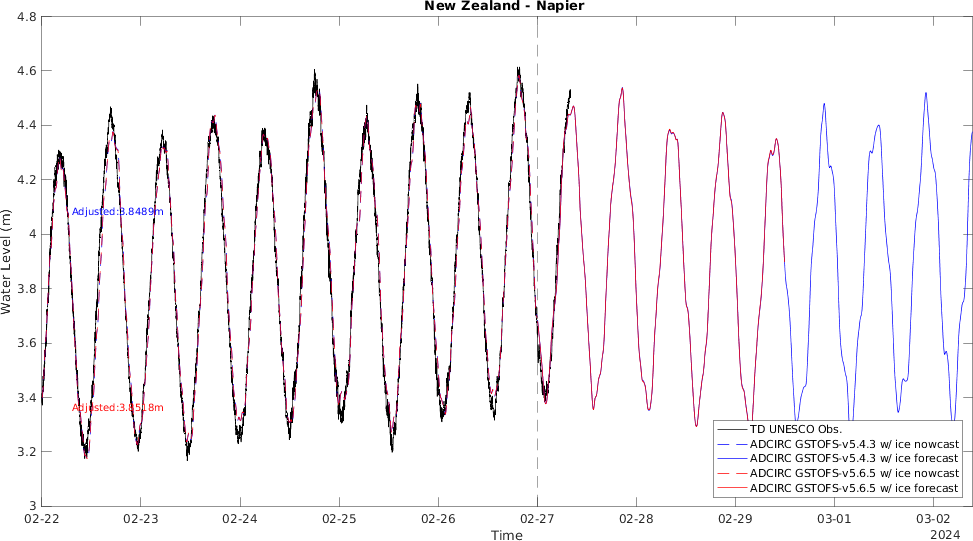 New Zealand - Napier
4.8
4.6
4.4
4.2
4
3.8
3.6
3.4
3.2
3
Water Level (m)
Adjusted:3.8489m
Adjusted:3.8518m
TD UNESCO Obs.
ADCIRC GSTOFS-v5.4.3 w/ ice nowcast
ADCIRC GSTOFS-v5.4.3 w/ ice forecast
ADCIRC GSTOFS-v5.6.5 w/ ice nowcast
ADCIRC GSTOFS-v5.6.5 w/ ice forecast
02-22 02-23 02-24 02-25 02-26 02-27 02-28 02-29 03-01 03-02
Time
2024